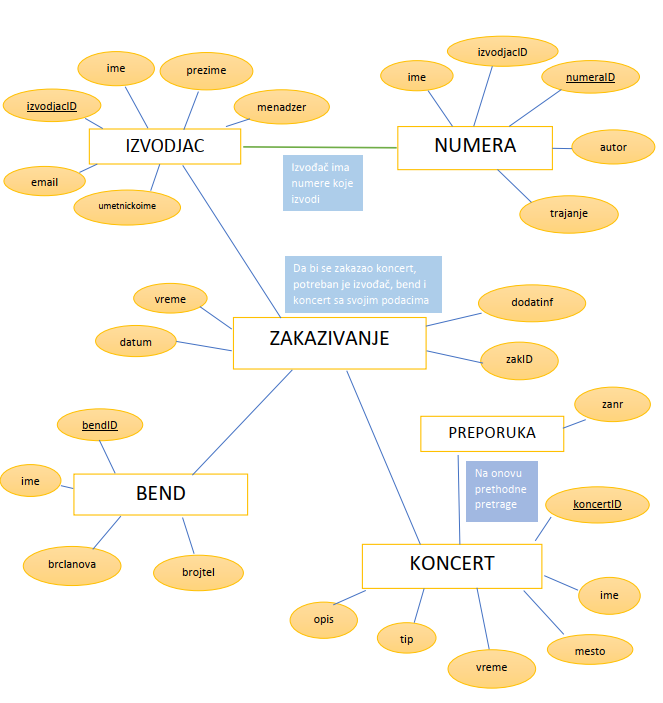 izvodjacID
ime
prezime
numeraID
ime
izvodjacID
menadzer
IZVODJAC
NUMERA
autor
Izvođač ima
numere koje
izvodi
email
umetnickoime
trajanje
Da bi se zakazao koncert,
potreban je izvođač, bend i
koncert sa svojim podacima
vreme
dodatinf
datum
ZAKAZIVANJE
zakID
zanr
bendID
PREPORUKA
Na onovu
prethodne
pretrage
ime
BEND
koncertID
brclanova
brojtel
KONCERT
ime
opis
tip
mesto
vreme